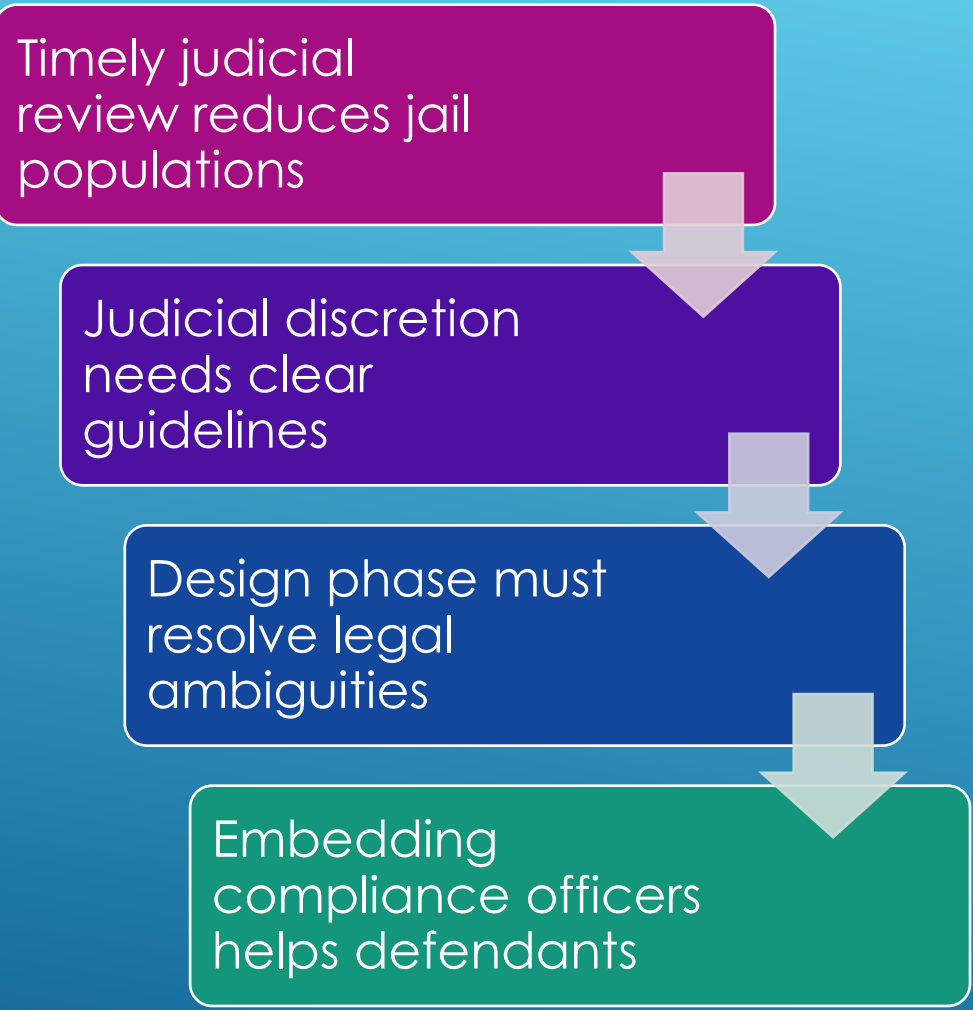 Timely judicial
review reduces jail
populations
Judicial discretion
needs clear
guidelines
Design phase must
resolve legal
ambiguities
Embedding
compliance officers
helps defendants